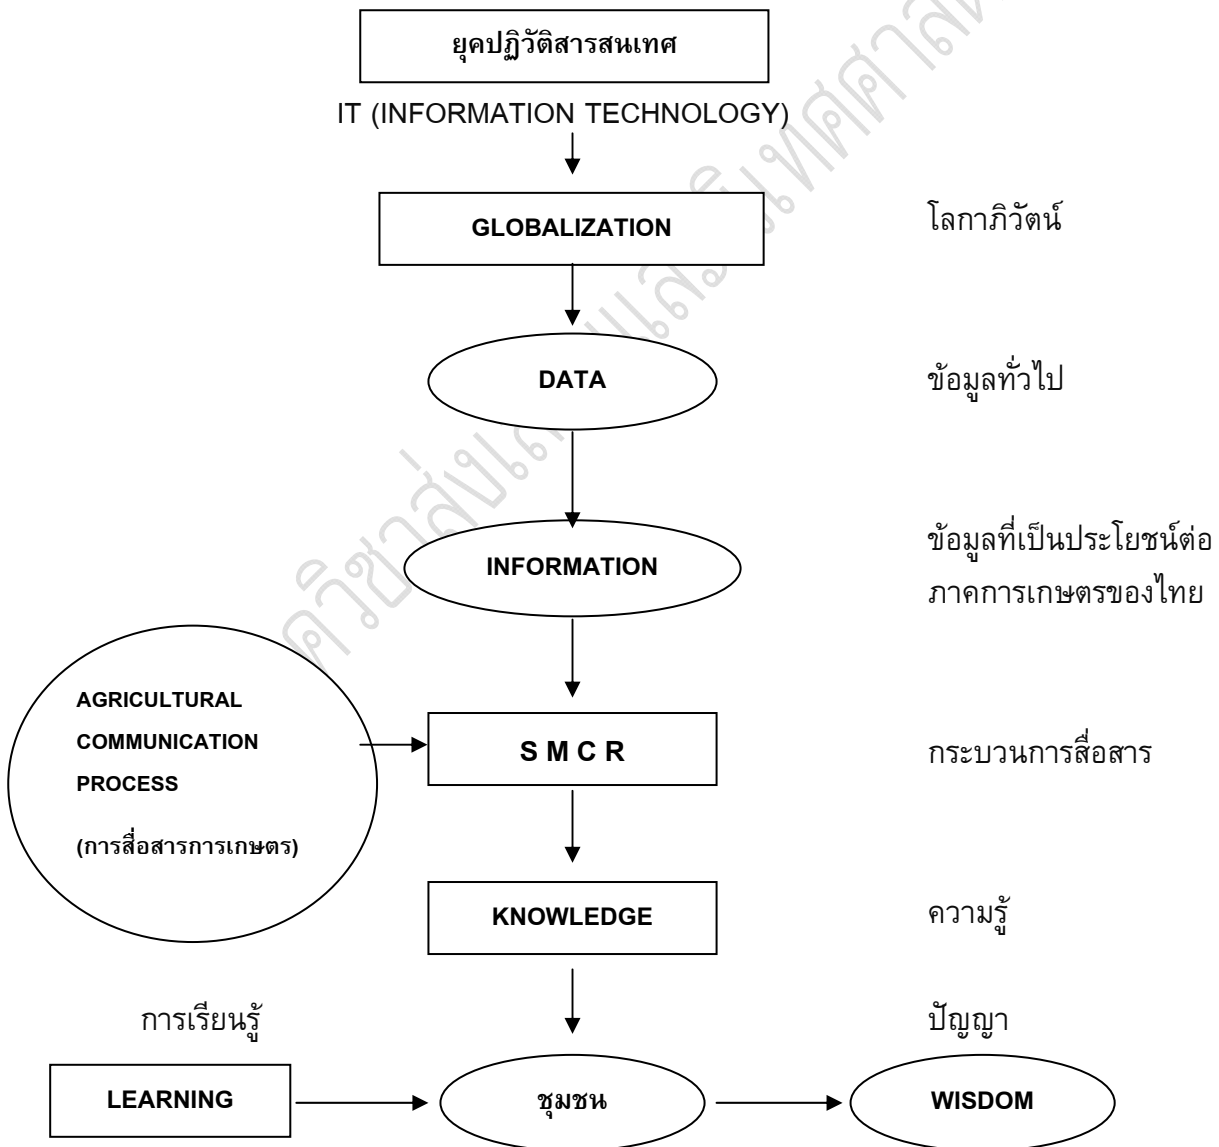 ยุคปฏิวัติสารสนเทศ
IT (INFORMATION TECHNOLOGY)
GLOBALIZATION
โลกาภิวัตน์
DATA
ข้อมูลทั่วไป
INFORMATION
ข้อมูลที่เป็นประโยชน์ต่อ
ภาคการเกษตรของไทย
AGRICULTURAL
COMMUNICATION
PROCESS
(การสื่อสารการเกษตร)
S M C R
กระบวนการสื่อสาร
KNOWLEDGE
ความรู้
การเรียนรู้
ปัญญา
LEARNING
ชุมชน
WISDOM